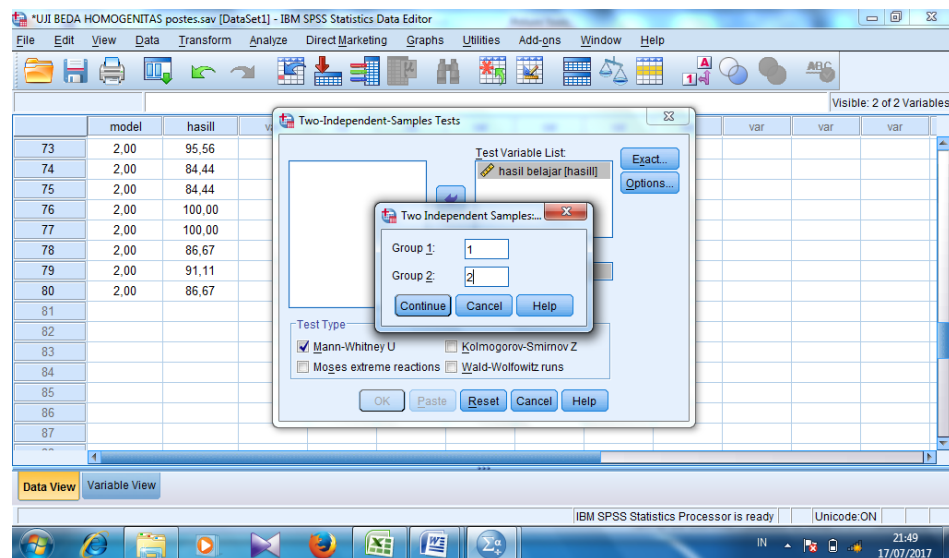 *UJI BEDA HOMOGENITAS postes.sav [DataSet1] - IBM SPSS Statistics Data Editor
File Edit View Data Transform Analyze Direct Marketing Graphs Utilities Add-ons Window Help
Visible: 2 of 2 Variables
model hasill var var var
73 2,00 95,56
74 2,00 84,44
75 2,00 84,44
76 2,00 100,00
77 2,00 100,00
78 2,00 86,67
79 2,00 91,11
80 2,00 86,67
81
82
83
84
85
86
87
Two-Independent-Samples Tests
Test Variable List:
hasil belajar [hasill]
Exact...
Options...
Two Independent Samples:...
Group 1: 1
Group 2: 2
Continue Cancel Help
Test Type
Mann-Whitney U Kolmogorov-Smirnov Z
Moses extreme reactions Wald-Wolfowitz runs
OK Paste Reset Cancel Help
Data View Variable View
IBM SPSS Statistics Processor is ready Unicode:ON
IN 21:49
17/07/2017